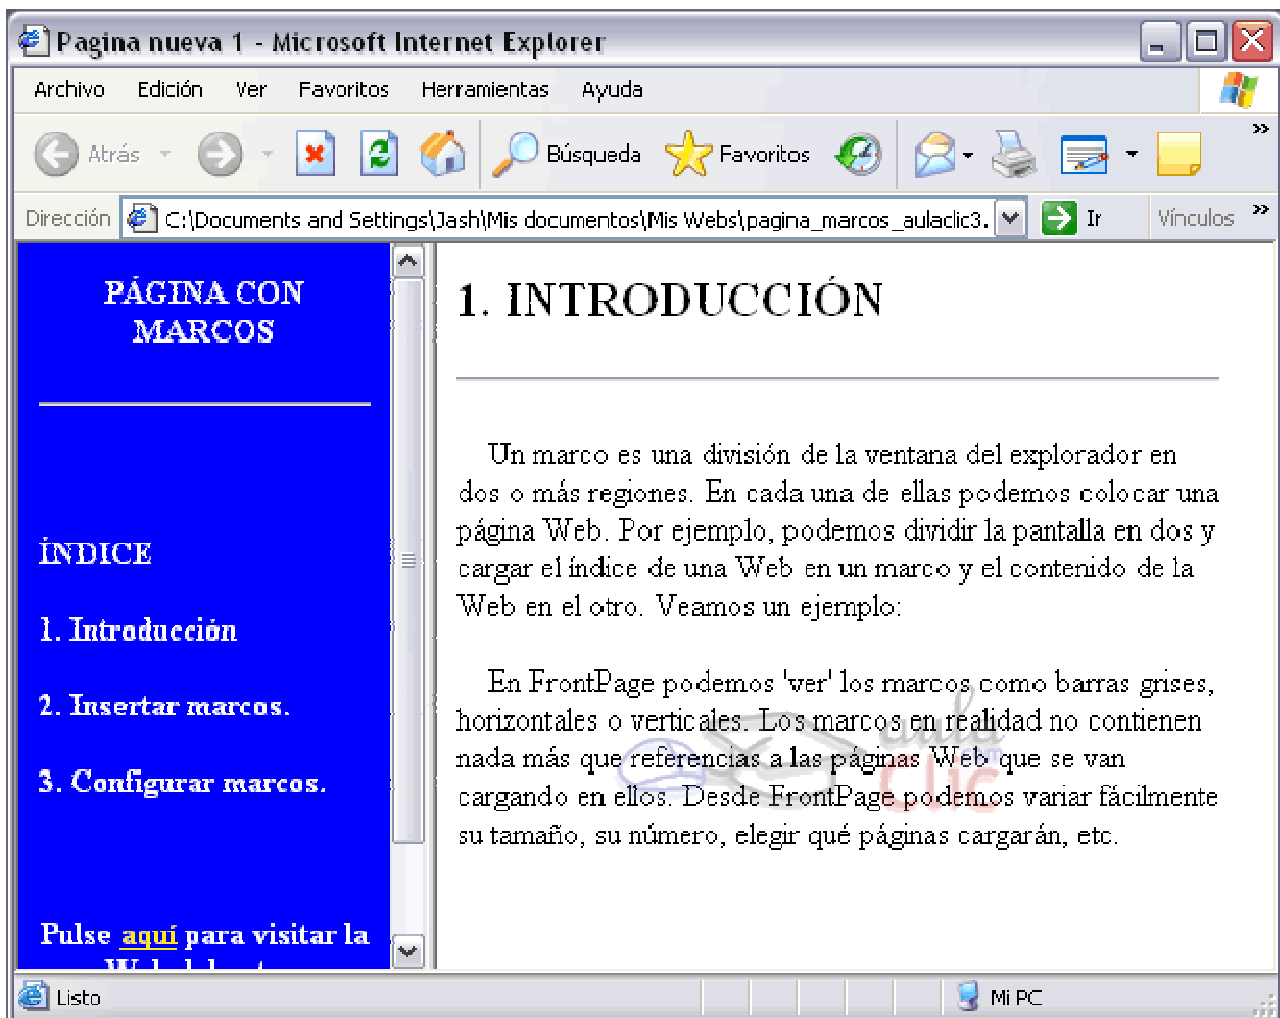 Pagina nueva 1 - Microsoft Internet Explorer
Archivo Edición Ver Favoritos Herramientas Ayuda
Atrás Búsqueda Favoritos
Dirección C:\Documents and Settings\Jash\Mis documentos\Mis Webs\pagina_marcos_aulaclic3. Ir Vínculos
PÁGINA CON
MARCOS
ÍNDICE
1. Introducción
2. Insertar marcos.
3. Configurar marcos.
Pulse aquí para visitar la
1. INTRODUCCIÓN
Un marco es una división de la ventana del explorador en
dos o más regiones. En cada una de ellas podemos colocar una
página Web. Por ejemplo, podemos dividir la pantalla en dos y
cargar el índice de una Web en un marco y el contenido de la
Web en el otro. Veamos un ejemplo:
En FrontPage podemos 'ver' los marcos como barras grises,
horizontales o verticales. Los marcos en realidad no contienen
nada más que referencias a las páginas Web que se van
cargando en ellos. Desde FrontPage podemos variar fácilmente
su tamaño, su número, elegir qué páginas cargarán, etc.
aula
.com
Clic
Listo Mi PC